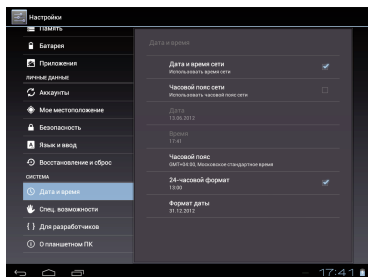 Настройки
Память
Батарея
Приложения
ЛИЧНЫЕ ДАННЫЕ
Аккаунты
Мое местоположение
Безопасность
Язык и ввод
Восстановление и сброс
СИСТЕМА
Дата и время
Спец. возможности
Для разработчиков
О планшетном ПК
Дата и время
Дата и время сети
Использовать время сети
Часовой пояс сети
Использовать часовой пояс сети
Дата
13.06.2012
Время
17:41
Часовой пояс
GMT+04:00, Московское стандартное время
24-часовой формат
13:00
Формат даты
31.12.2012
17:41